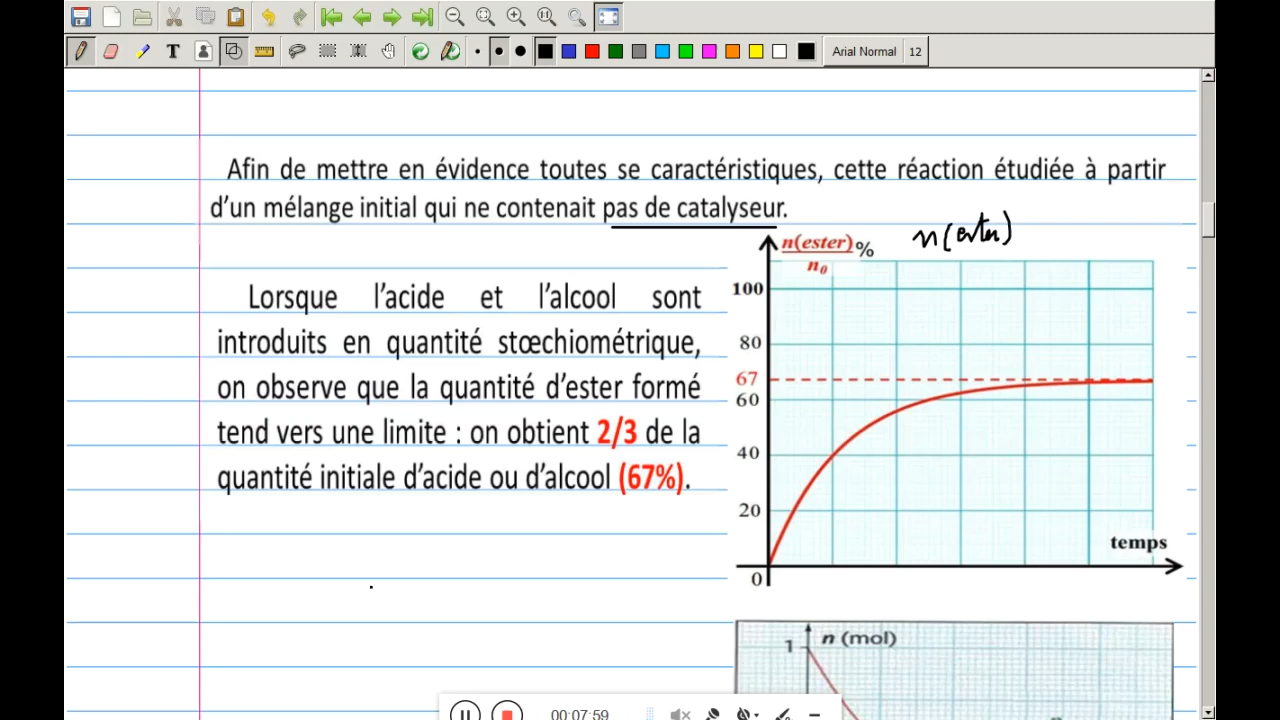 T
Arial Normal 12
Afin de mettre en évidence toutes se caractéristiques, cette réaction étudiée à partir
d'un mélange initial qui ne contenait pas de catalyseur.
n(ester)
n(ester)/n0 %
Lorsque l'acide et l'alcool sont
introduits en quantité stœchiométrique,
on observe que la quantité d'ester formé
tend vers une limite : on obtient 2/3 de la
quantité initiale d'acide ou d'alcool (67%).
100
80
67
60
40
20
0
temps
n (mol)
1
00:07:59